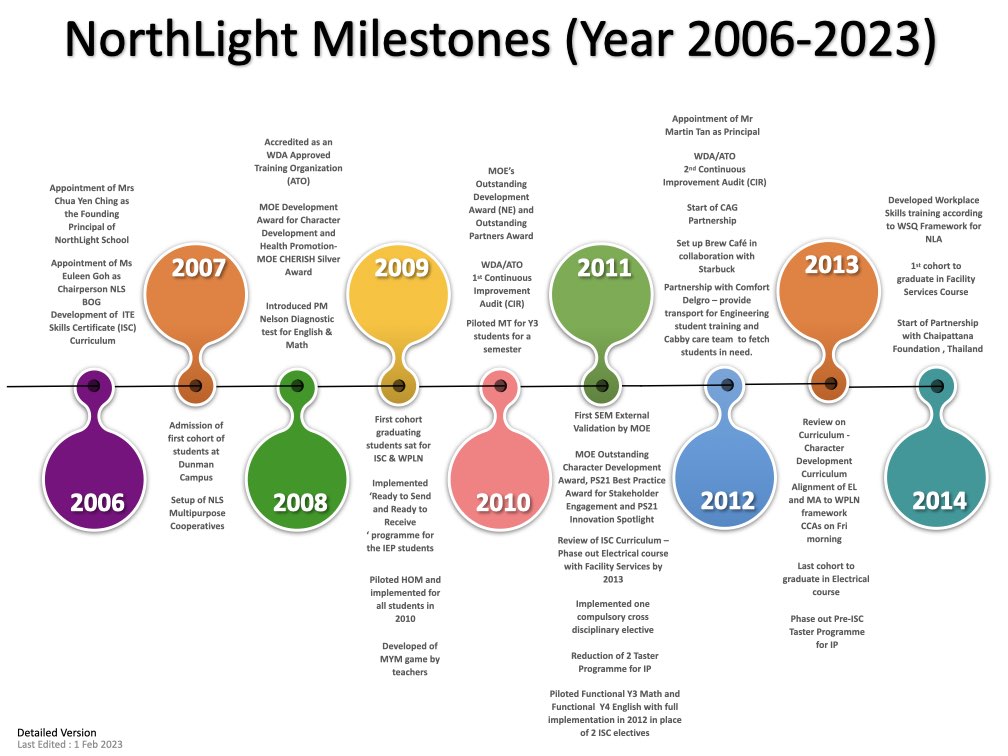 NorthLight Milestones (Year 2006-2023)
Appointment of Mrs
Chua Yen Ching as
the Founding
Principal of
NorthLight School
Appointment of Ms
Euleen Goh as
Chairperson NLS
BOG
Development of ITE
Skills Certificate (ISC)
Curriculum
2006
2007
Admission of
first cohort of
students at
Dunman
Campus
Setup of NLS
Multipurpose
Cooperatives
Accredited as an
WDA Approved
Training Organization
(ATO)
MOE Development
Award for Character
Development and
Health Promotion-
MOE CHERISH Silver
Award
Introduced PM
Nelson Diagnostic
test for English &
Math
2008
2009
First cohort
graduating
students sat for
ISC & WPLN
Implemented
‘Ready to Send
and Ready to
Receive
‘ programme for
the IEP students
Piloted HOM and
implemented for
all students in
2010
Developed of
MYM game by
teachers
MOE’s
Outstanding
Development
Award (NE) and
Outstanding
Partners Award
WDA/ATO
1st Continuous
Improvement
Audit (CIR)
Piloted MT for Y3
students for a
semester
2010
2011
First SEM External
Validation by MOE
MOE Outstanding
Character Development
Award, PS21 Best Practice
Award for Stakeholder
Engagement and PS21
Innovation Spotlight
Review of ISC Curriculum –
Phase out Electrical course
with Facility Services by
2013
Implemented one
compulsory cross
disciplinary elective
Reduction of 2 Taster
Programme for IP
Piloted Functional Y3 Math and
Functional Y4 English with full
implementation in 2012 in place
of 2 ISC electives
Appointment of Mr
Martin Tan as Principal
WDA/ATO
2nd Continuous
Improvement Audit (CIR)
Start of CAG
Partnership
Set up Brew Café in
collaboration with
Starbuck
Partnership with Comfort
Delgro – provide
transport for Engineering
student training and
Cabby care team to fetch
students in need.
2012
2013
Review on
Curriculum -
Character
Development
Curriculum
Alignment of EL
and MA to WPLN
framework
CCAs on Fri
morning
Last cohort to
graduate in Electrical
course
Phase out Pre-ISC
Taster Programme
for IP
Developed Workplace
Skills training according
to WSQ Framework for
NLA
1st cohort to
graduate in Facility
Services Course
Start of Partnership
with Chaipattana
Foundation , Thailand
2014
Detailed Version
Last Edited : 1 Feb 2023